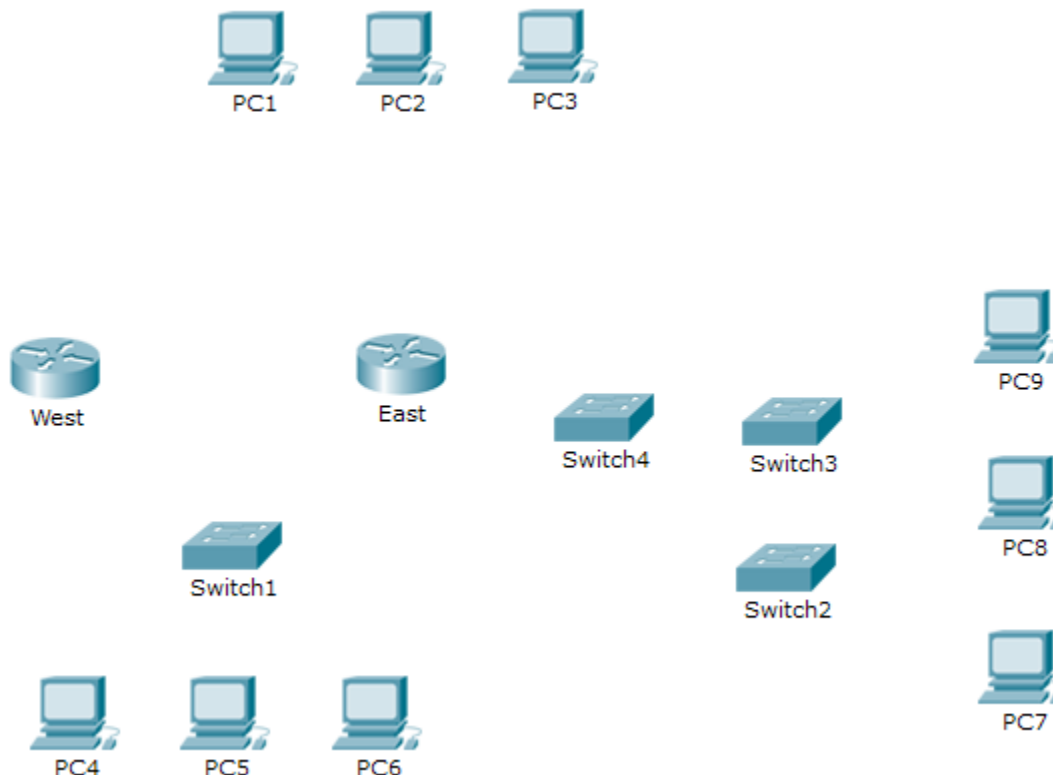 PC1
PC2
PC3
PC9
West
East
Switch4
Switch3
PC8
Switch1
Switch2
PC7
PC4
PC5
PC6